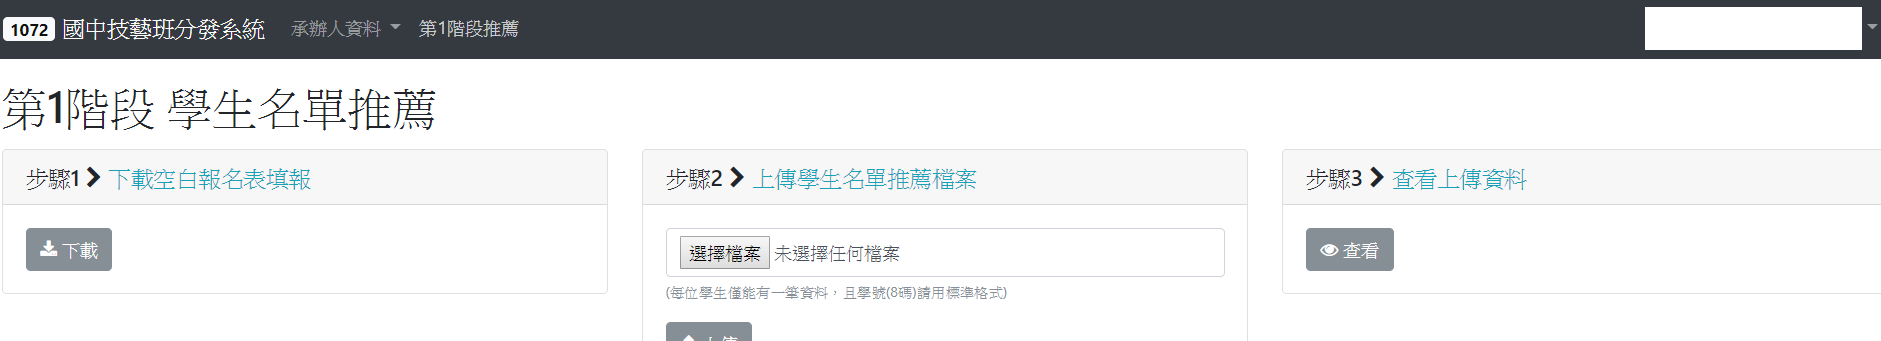 1072 國中技藝班分發系統 承辦人資料 第1階段推薦
第1階段 學生名單推薦
步驟1 下載空白報名表填報
下載
步驟2 上傳學生名單推薦檔案
選擇檔案 未選擇任何檔案
(每位學生僅能有一筆資料，且學號(8碼)請用標準格式)
步驟3 查看上傳資料
查看